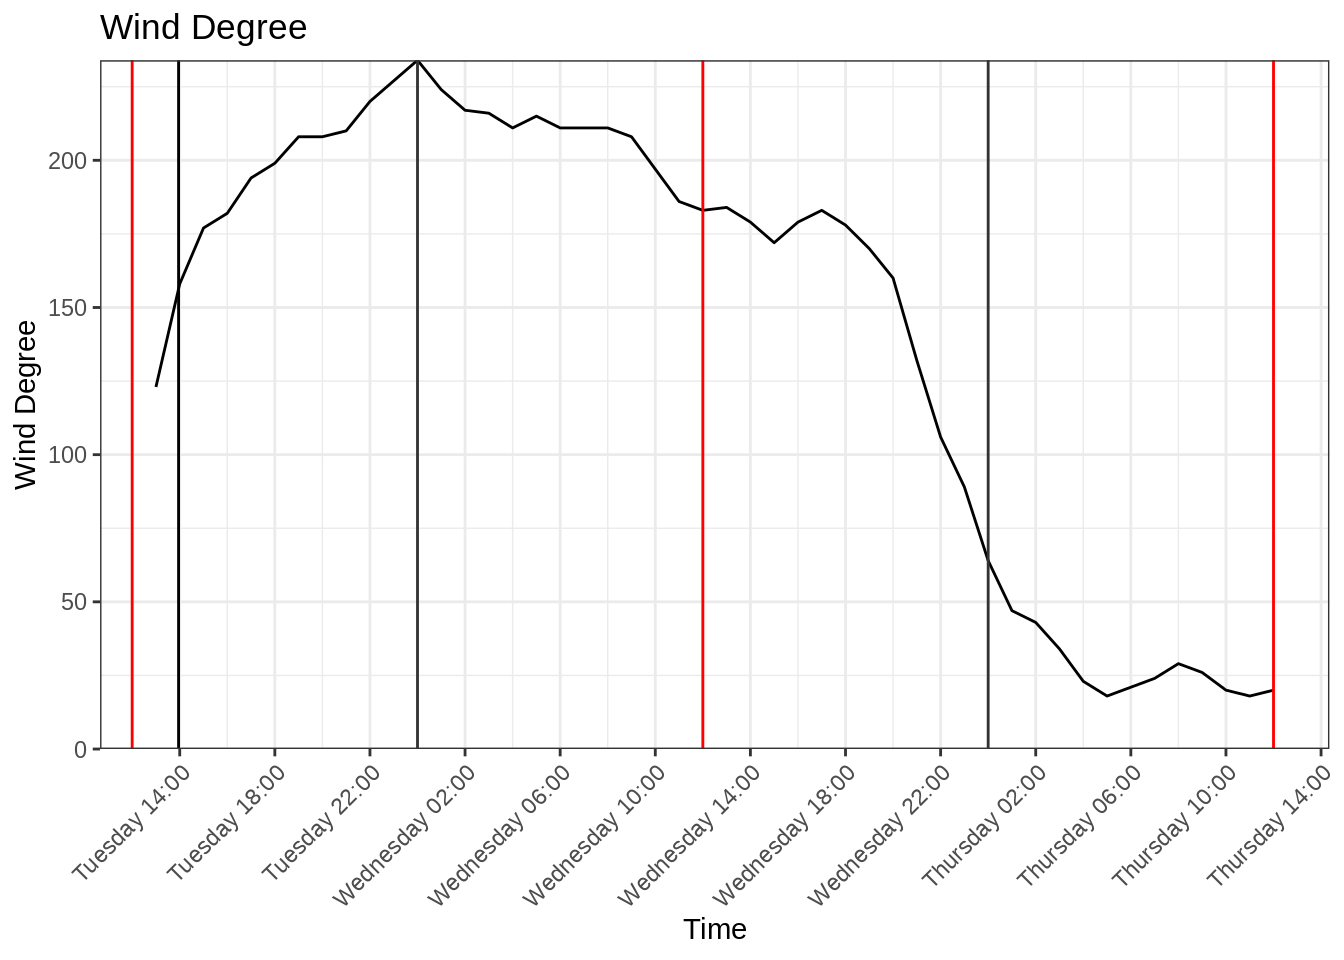 Wind Degree
Wind Degree
200
150
100
50
0
Tuesday 14:00
Tuesday 18:00
Tuesday 22:00
Wednesday 02:00
Wednesday 06:00
Wednesday 10:00
Wednesday 14:00
Wednesday 18:00
Wednesday 22:00
Thursday 02:00
Thursday 06:00
Thursday 10:00
Thursday 14:00
Time